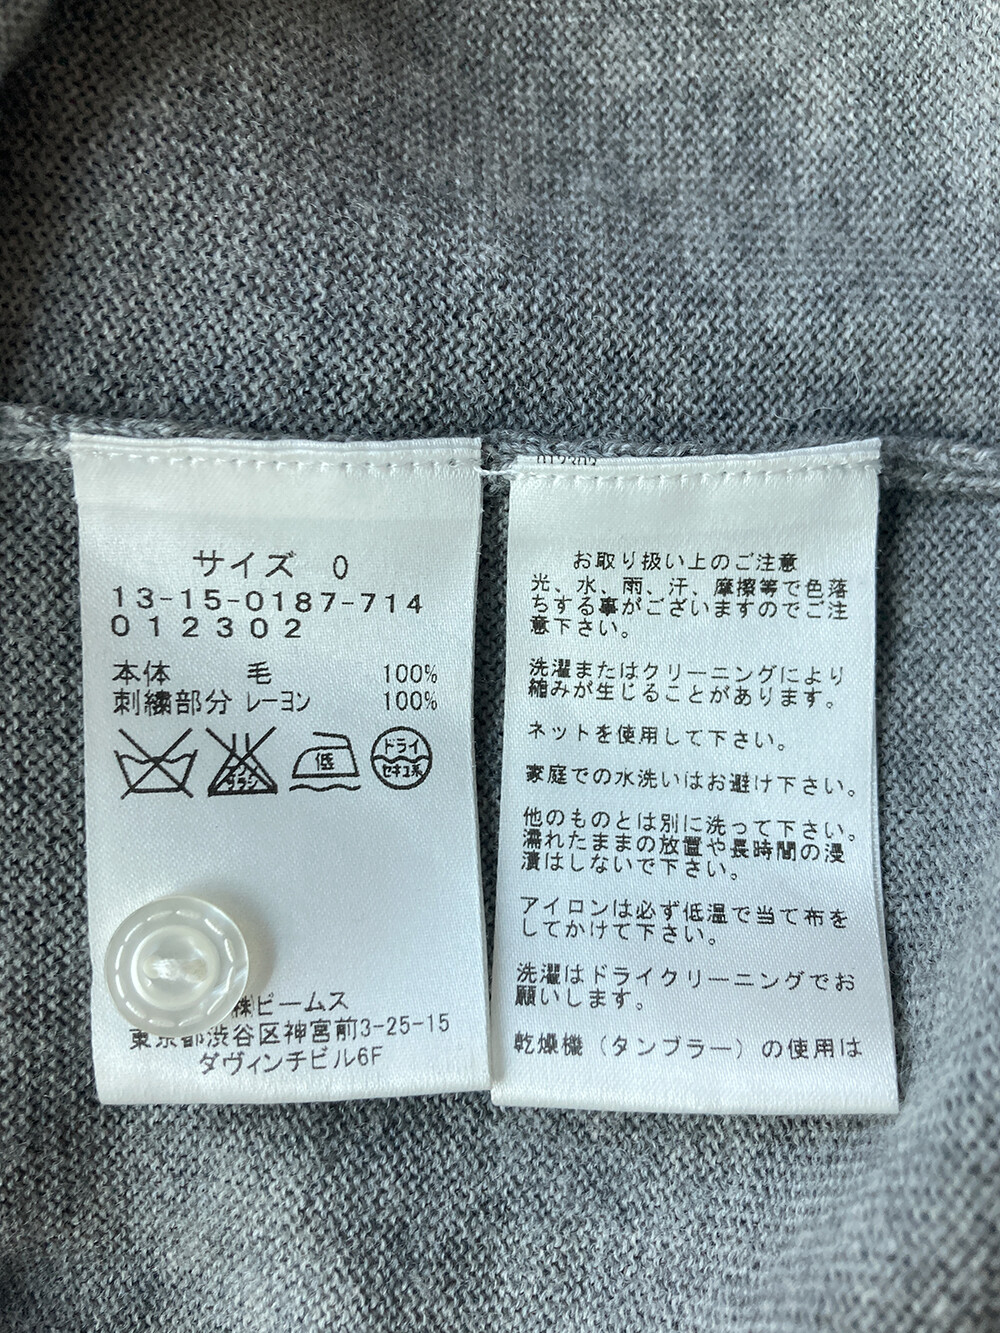 サイズ 0
13-15-0187-714
012302
本体 毛 100%
刺繍部分 レーヨン 100%
エンソ
サラシ
低
ドライ
セキユ系
㈱ビームス
東京都渋谷区神宮前3-25-15
ダヴィンチビル6F
お取り扱い上のご注意
光、水、雨、汗、摩擦等で色落
ちする事がございますのでご注
意下さい。
洗濯またはクリーニングにより
縮みが生じることがあります。
ネットを使用して下さい。
家庭での水洗いはお避け下さい。
他のものとは別に洗って下さい。
濡れたままの放置や長時間の浸
漬はしないで下さい。
アイロンは必ず低温で当て布を
してかけて下さい。
洗濯はドライクリーニングでお
願いします。
乾燥機（タンブラー）の使用は